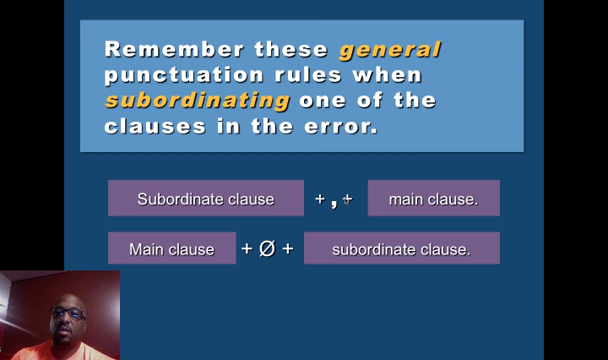 Remember these general
punctuation rules when
subordinating one of the
clauses in the error.
Subordinate clause + , + main clause.
Main clause + Ø + subordinate clause.